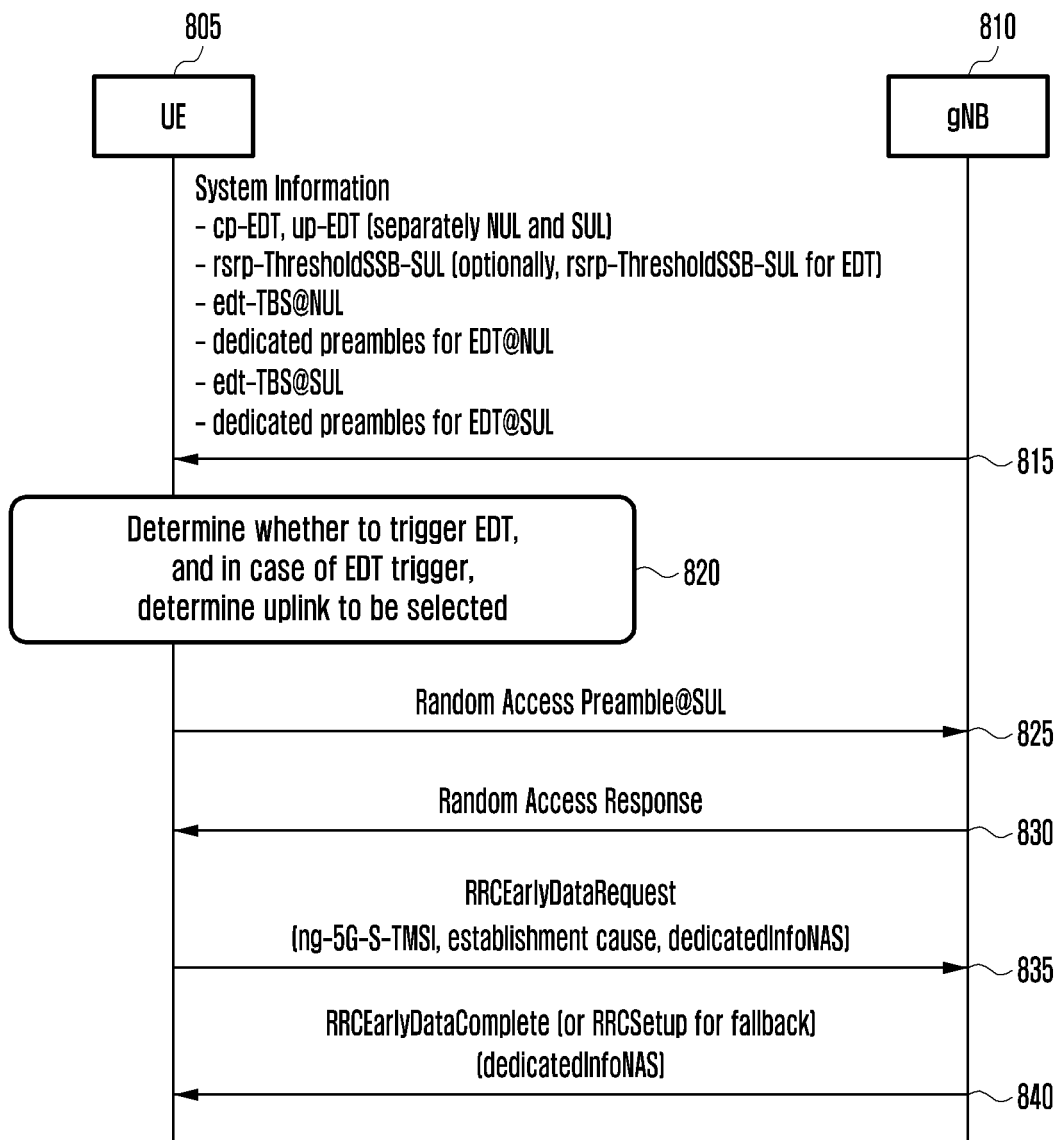 805
810
UE
gNB
System Information
- cp-EDT, up-EDT (separately NUL and SUL)
- rsrp-ThresholdSSB-SUL (optionally, rsrp-ThresholdSSB-SUL for EDT)
- edt-TBS@NUL
- dedicated preambles for EDT@NUL
- edt-TBS@SUL
- dedicated preambles for EDT@SUL
815
Determine whether to trigger EDT,
and in case of EDT trigger,
determine uplink to be selected
820
Random Access Preamble@SUL
825
Random Access Response
830
RRCEarlyDataRequest
(ng-5G-S-TMSI, establishment cause, dedicatedInfoNAS)
835
RRCEarlyDataComplete (or RRCSetup for fallback)
(dedicatedInfoNAS)
840